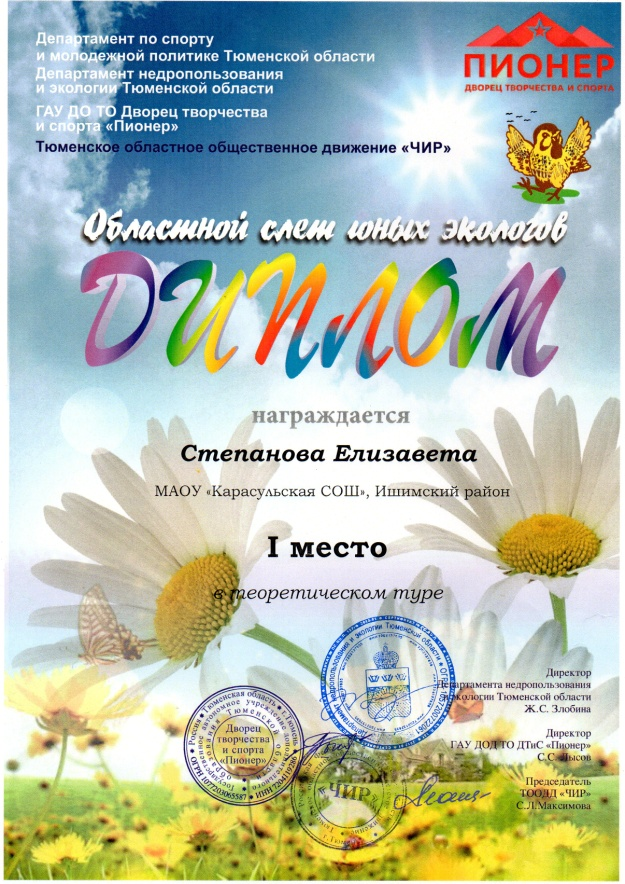 Департамент по спорту
и молодежной политике Тюменской области
Департамент недропользования
и экологии Тюменской области
ГАУ ДО ТО Дворец творчества
и спорта «Пионер»
Тюменское областное общественное движение «ЧИР»
ПИОНЕР
ДВОРЕЦ ТВОРЧЕСТВА И СПОРТА
Областной слет юных экологов
ДИПЛОМ
награждается
Степанова Елизавета
МАОУ «Карасульская СОШ», Ишимский район
I место
в теоретическом туре
Директор
Департамента недропользования
и экологии Тюменской области
Ж.С. Злобина
Директор
ГАУ ДОД ТО ДТиС «Пионер»
С.С. Лысов
Председатель
ТООДД «ЧИР»
С.Л.Максимова
Дворец
творчества
и спорта
«Пионер»
«ЧИР»